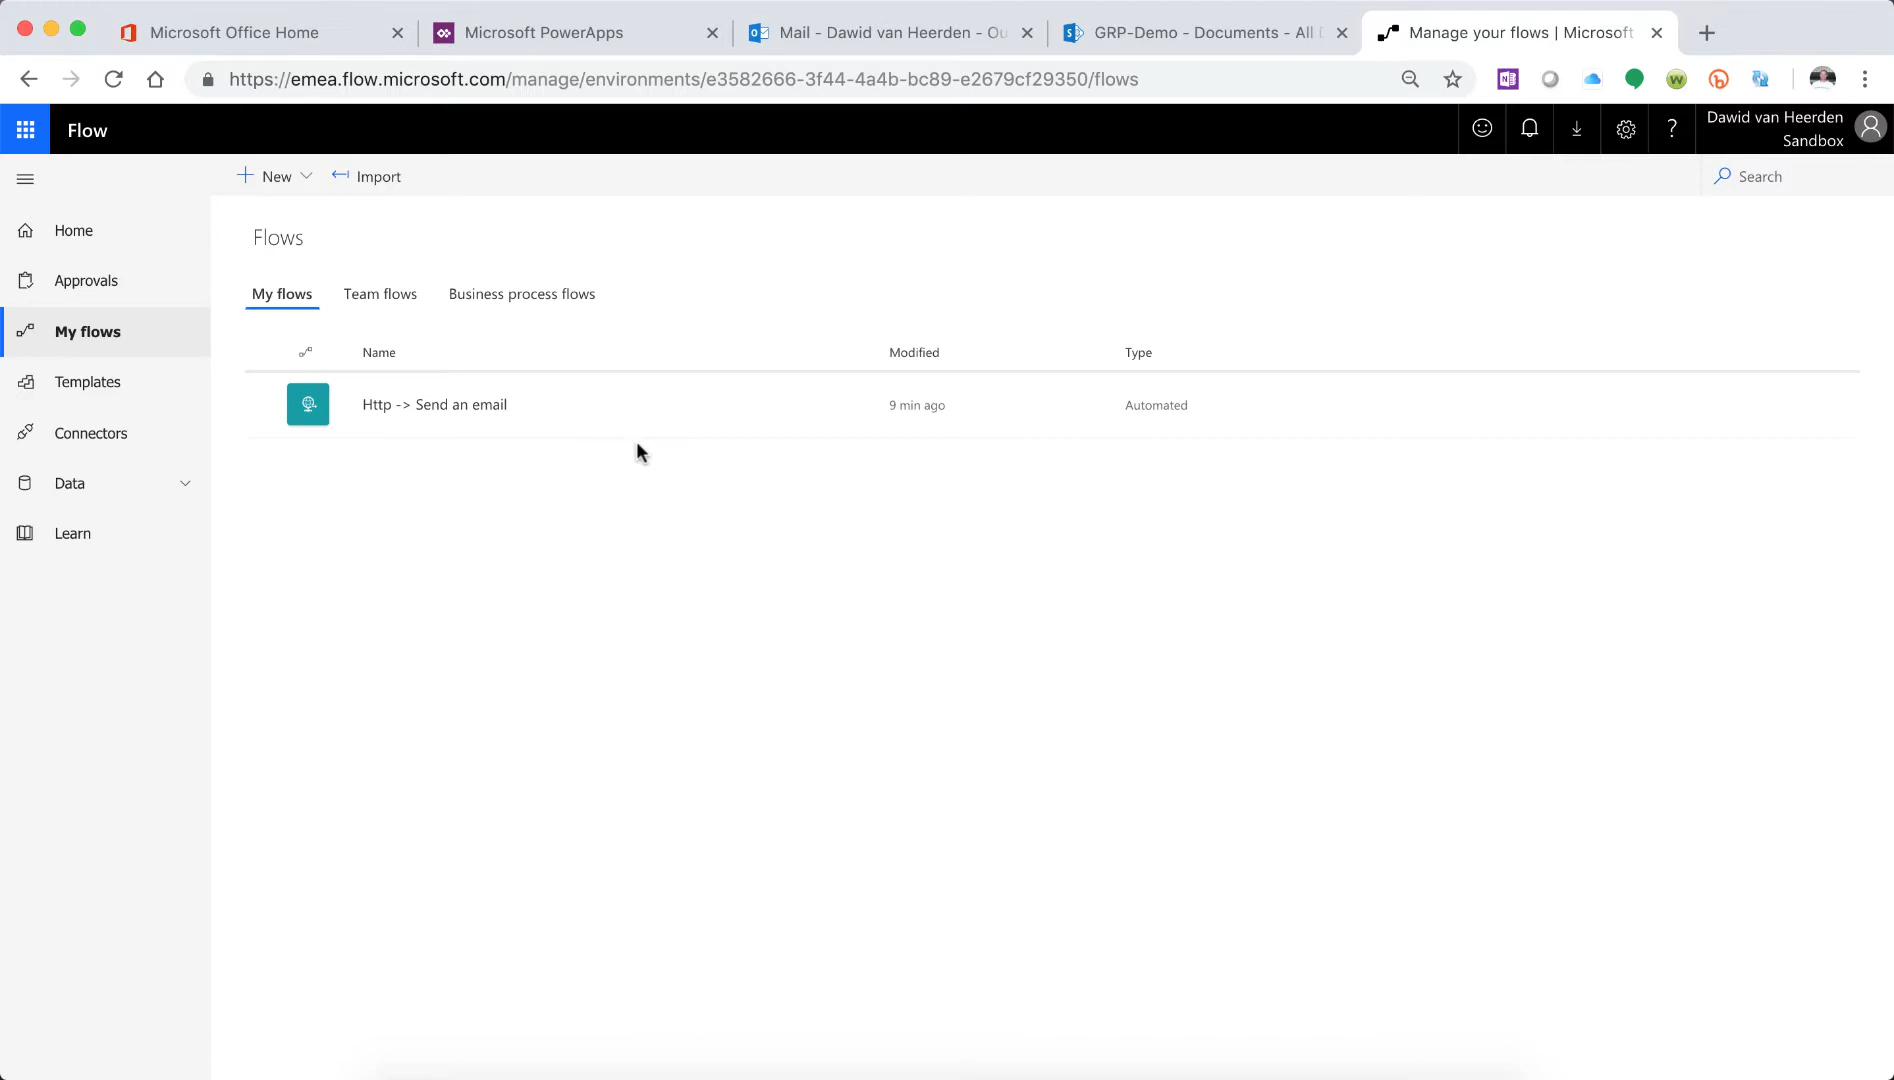 Microsoft Office Home
Microsoft PowerApps
Mail - Dawid van Heerden - Ou
GRP-Demo - Documents - All D
Manage your flows | Microsoft
https://emea.flow.microsoft.com/manage/environments/e3582666-3f44-4a4b-bc89-e2679cf29350/flows
Flow
?
Dawid van Heerden
Sandbox
New
Import
Search
Home
Approvals
My flows
Templates
Connectors
Data
Learn
Flows
My flows Team flows Business process flows
Name Modified Type
Http -> Send an email 9 min ago Automated